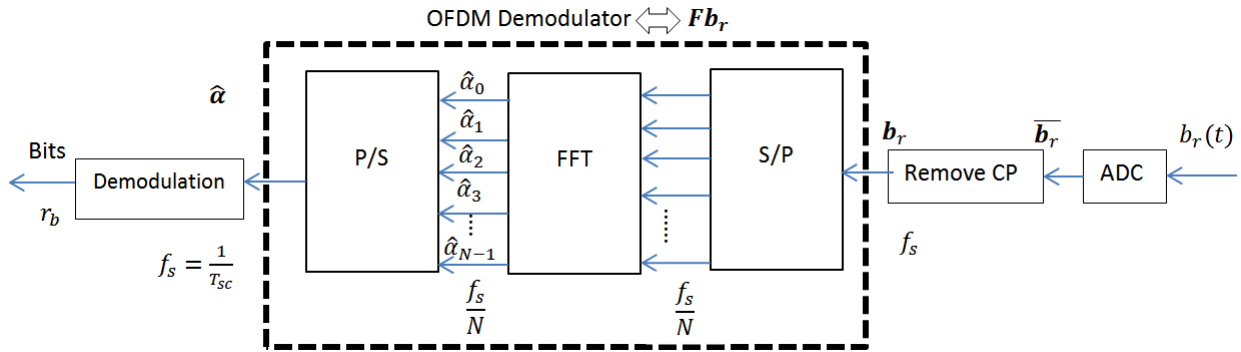 OFDM Demodulator ⇔ Fb_r
α̂
Bits
Demodulation
r_b
f_s = 1/T_sc
P/S
α̂_0
α̂_1
α̂_2
α̂_3
α̂_{N-1}
f_s/N
FFT
f_s/N
S/P
b_r
Remove CP
f_s
b̅_r
ADC
b_r(t)